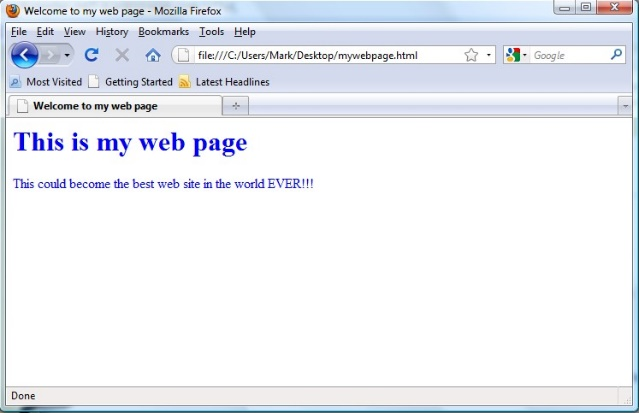 Welcome to my web page - Mozilla Firefox
File Edit View History Bookmarks Tools Help
file:///C:/Users/Mark/Desktop/mywebpage.html Google
Most Visited Getting Started Latest Headlines
Welcome to my web page
This is my web page
This could become the best web site in the world EVER!!!
Done